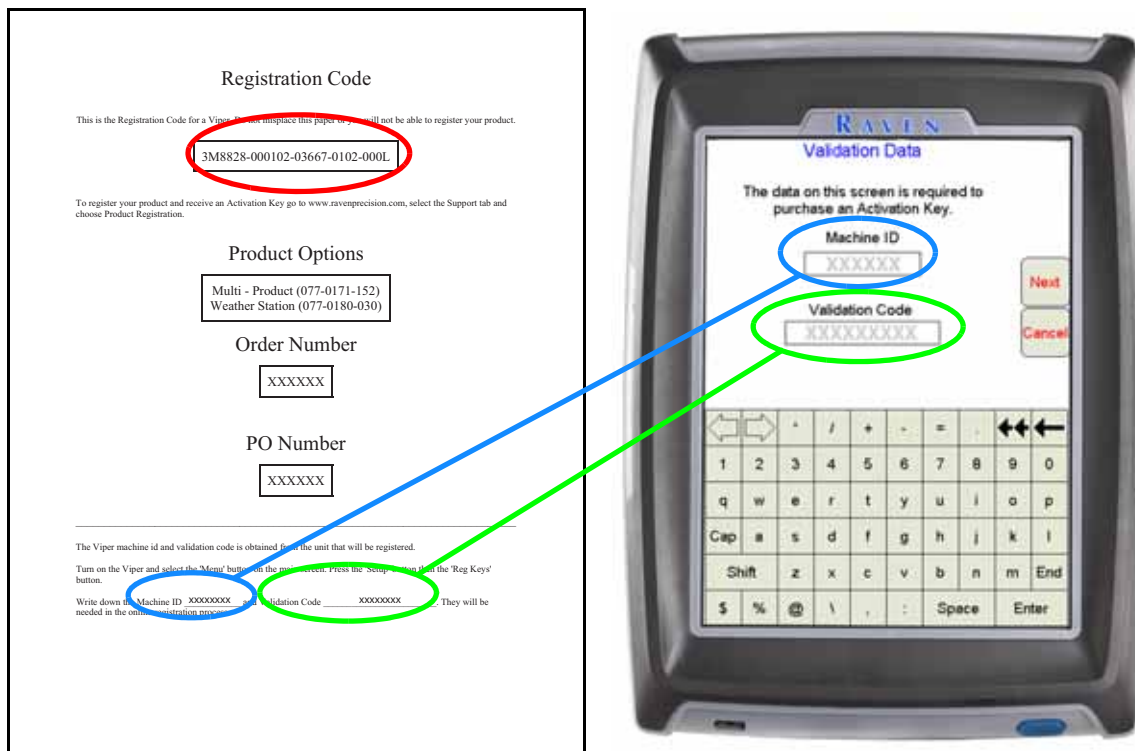 Registration Code
This is the Registration Code for a Viper. Do not misplace this paper or you will not be able to register your product.
3M8828-000102-03667-0102-000L
To register your product and receive an Activation Key go to www.ravenprecision.com, select the Support tab and
choose Product Registration.
Product Options
Multi - Product (077-0171-152)
Weather Station (077-0180-030)
Order Number
XXXXXX
PO Number
XXXXXX
The Viper machine id and validation code is obtained from the unit that will be registered.
Turn on the Viper and select the 'Menu' button on the main screen. Press the 'Setup' button then the 'Reg Keys'
button.
Write down the Machine ID XXXXXXXX and Validation Code XXXXXXXX. They will be
needed in the online registration process.
RAVEN
Validation Data
The data on this screen is required to
purchase an Activation Key.
Machine ID
XXXXXX
Next
Validation Code
XXXXXXXXX
Cancel
/ + - = .
1 2 3 4 5 6 7 8 9 0
q w e r t y u i o p
Cap a s d f g h j k l
Shift z x c v b n m End
$ % @ \ , : Space Enter